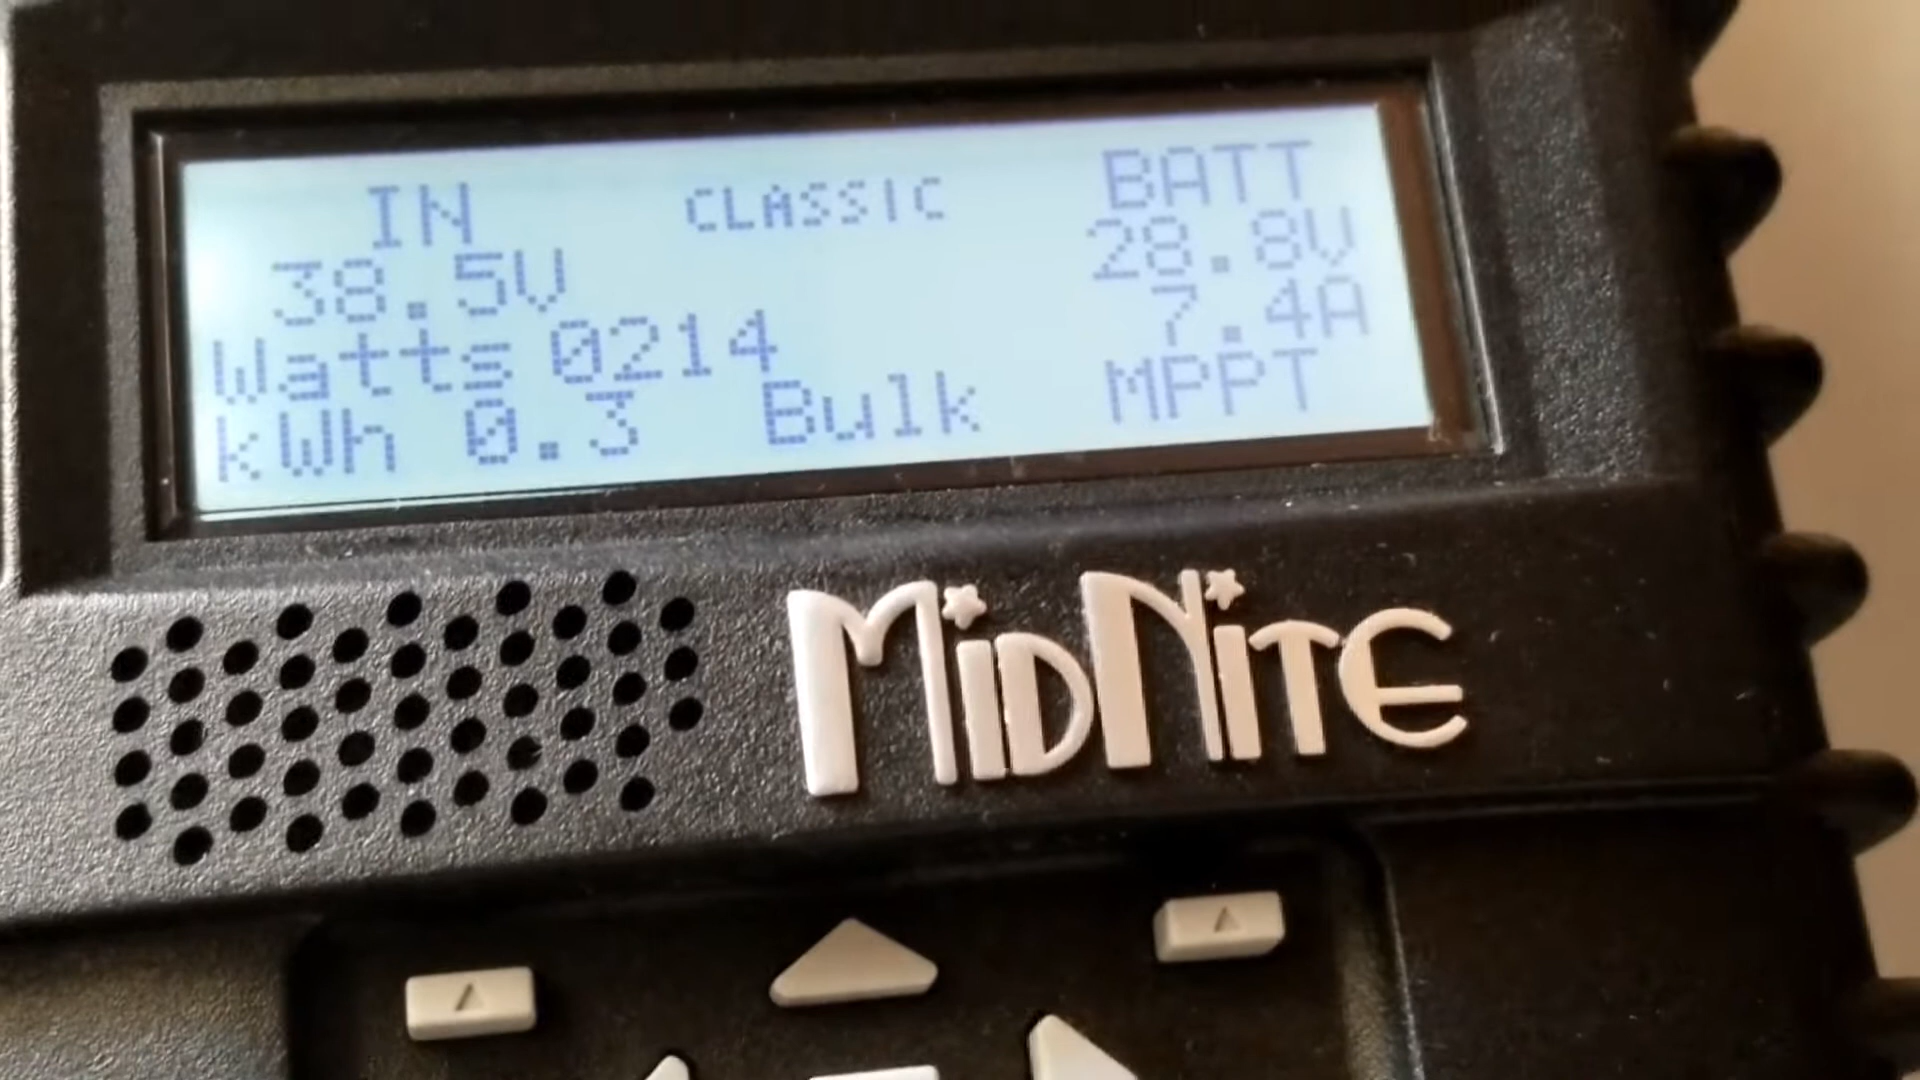 IN CLASSIC BATT
38.5V 28.8V
Watts 0214 7.4A
kWh 0.3 Bulk MPPT
MIDNITE